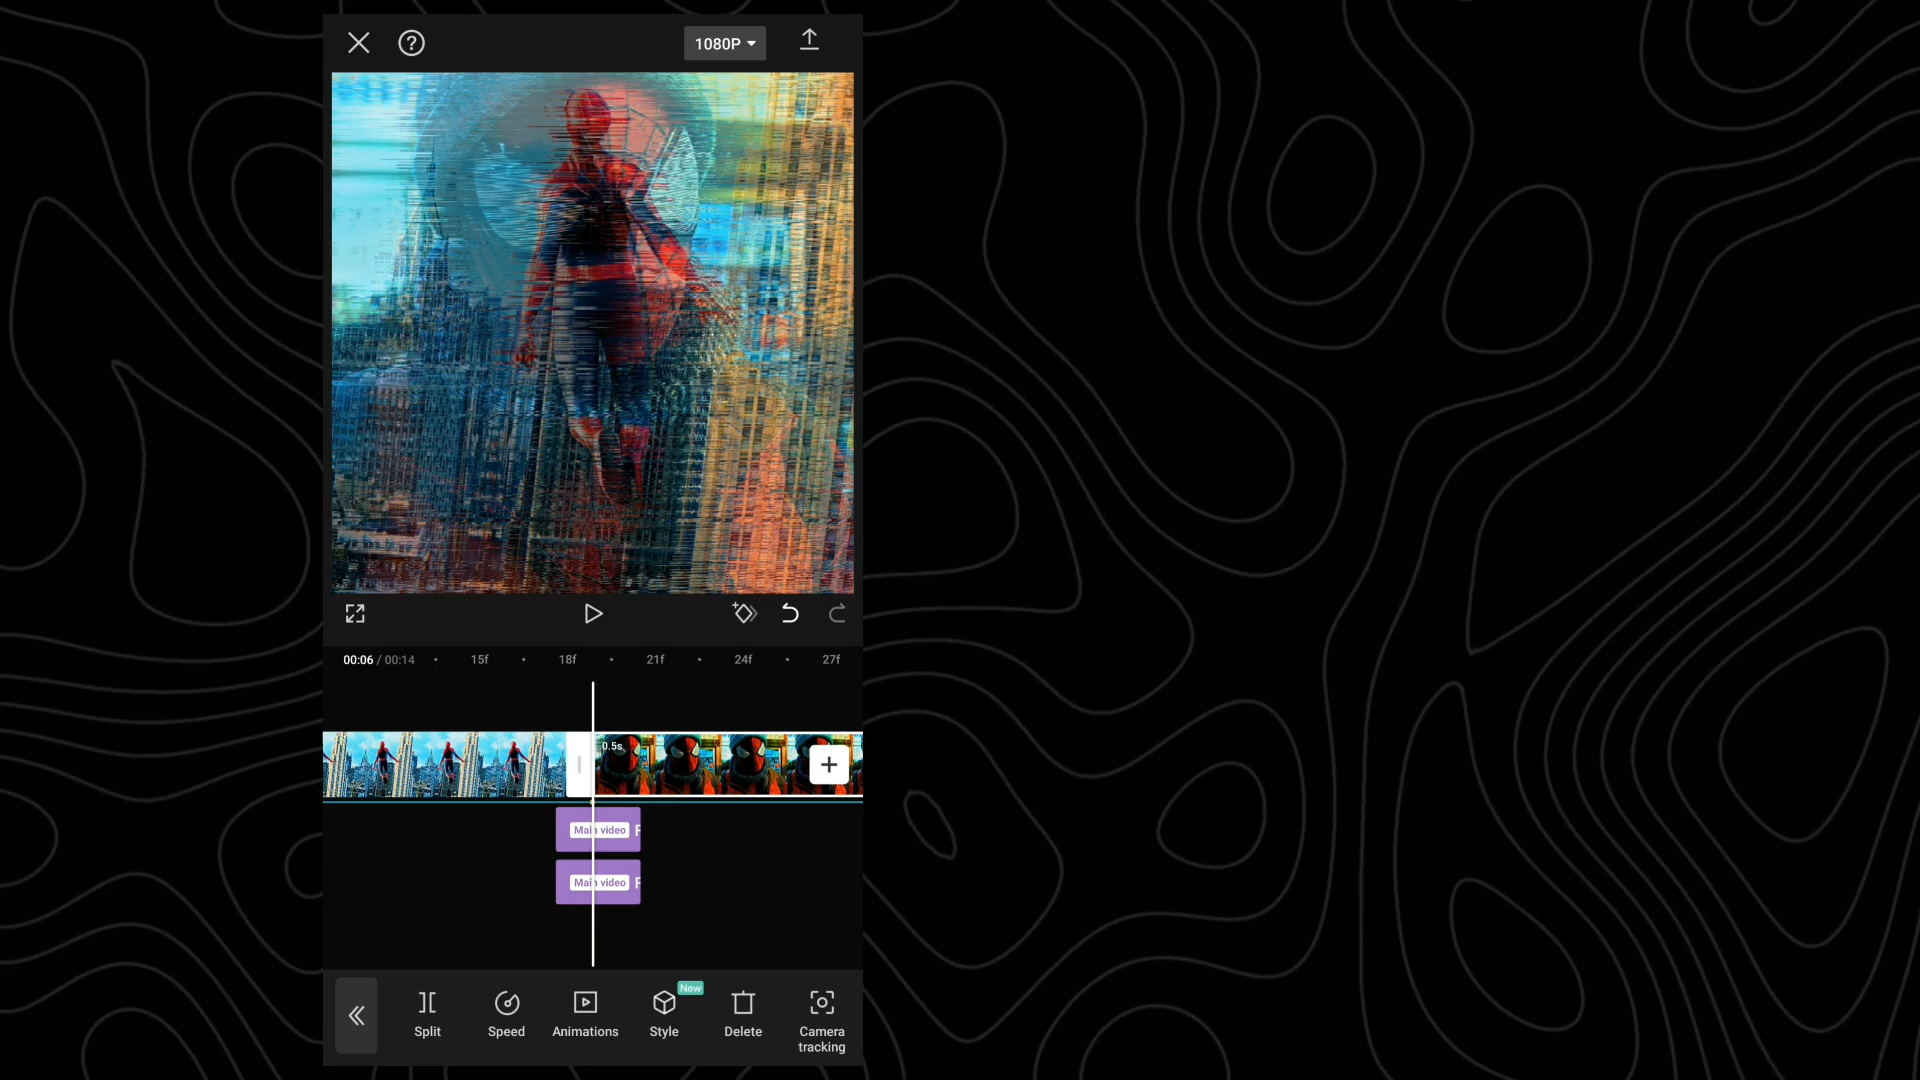 1080P
00:06 / 00:14
15f
18f
21f
24f
27f
0.5s
Main video F
Main video F
New
Split
Speed
Animations
Style
Delete
Camera
tracking